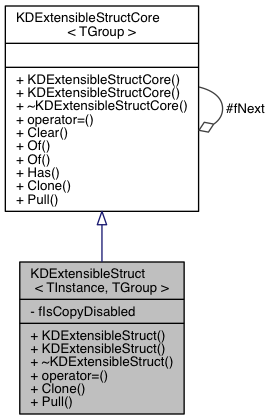 KDExtensibleStructCore
< TGroup >
+ KDExtensibleStructCore()
+ KDExtensibleStructCore()
+ ~KDExtensibleStructCore()
+ operator=()
+ Clear()
+ Of()
+ Of()
+ Has()
+ Clone()
+ Pull()
#fNext
KDExtensibleStruct
< TInstance, TGroup >
- fIsCopyDisabled
+ KDExtensibleStruct()
+ KDExtensibleStruct()
+ ~KDExtensibleStruct()
+ operator=()
+ Clone()
+ Pull()